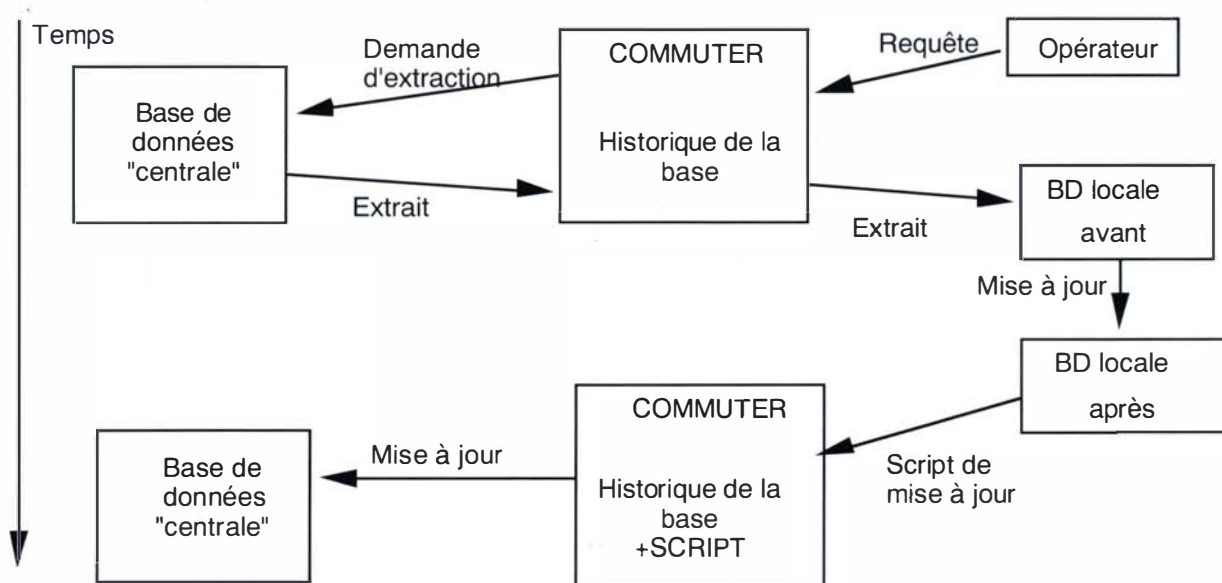 Temps
Demande
d'extraction
COMMUTER
Requête
Opérateur
Base de
données
"centrale"
Historique de la
base
Extrait
Extrait
BD locale
avant
Mise à jour
BD locale
après
COMMUTER
Mise à jour
Script de
mise à jour
Base de
données
"centrale"
Historique de la
base
+SCRIPT